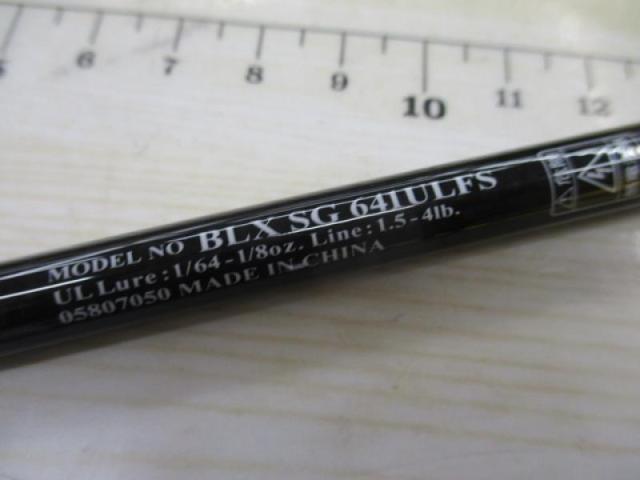 5 6 7 8 9 10 11 12
MODEL NO BLX SG 641ULFS
UL Lure: 1/64-1/8oz. Line: 1.5-4lb.
05807050 MADE IN CHINA